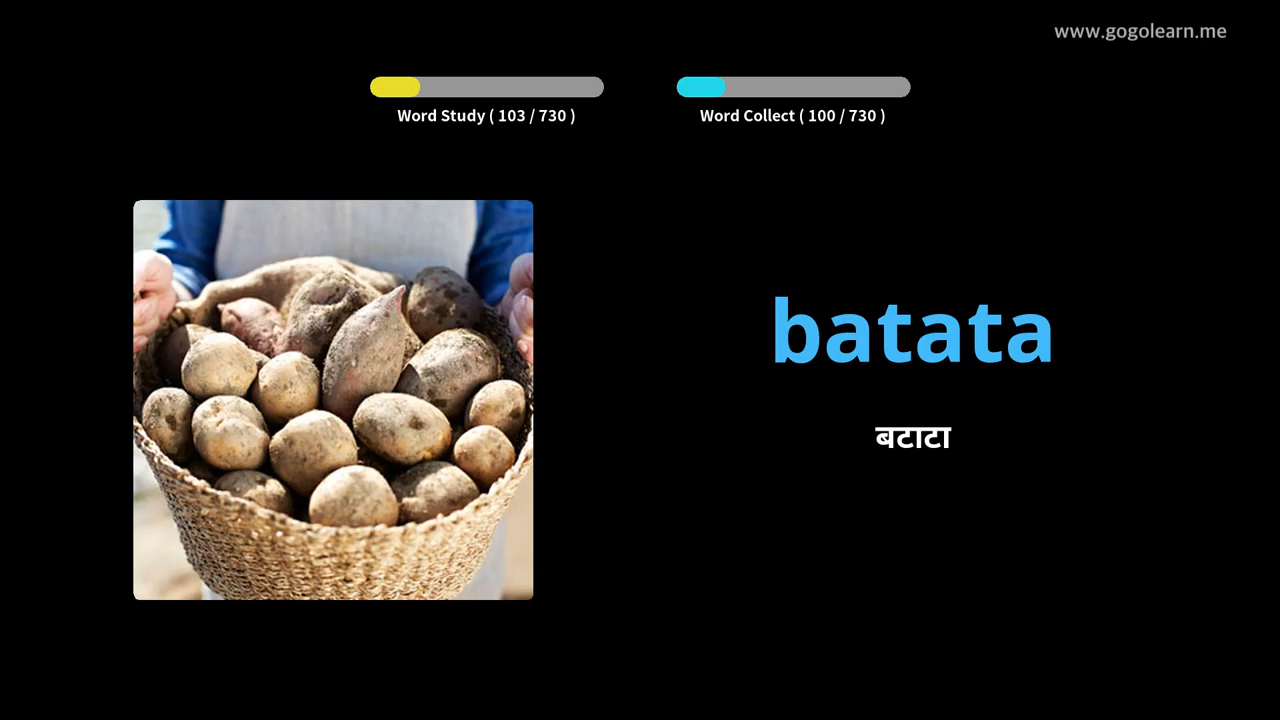 www.gogolearn.me
Word Study ( 103 / 730 )
Word Collect ( 100 / 730 )
batata
बटाटा